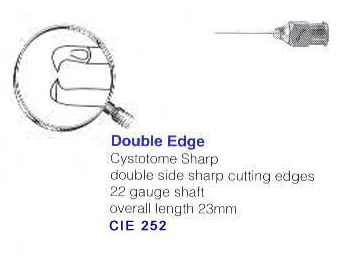 Double Edge
Cystotome Sharp
double side sharp cutting edges
22 gauge shaft
overall length 23mm
CIE 252